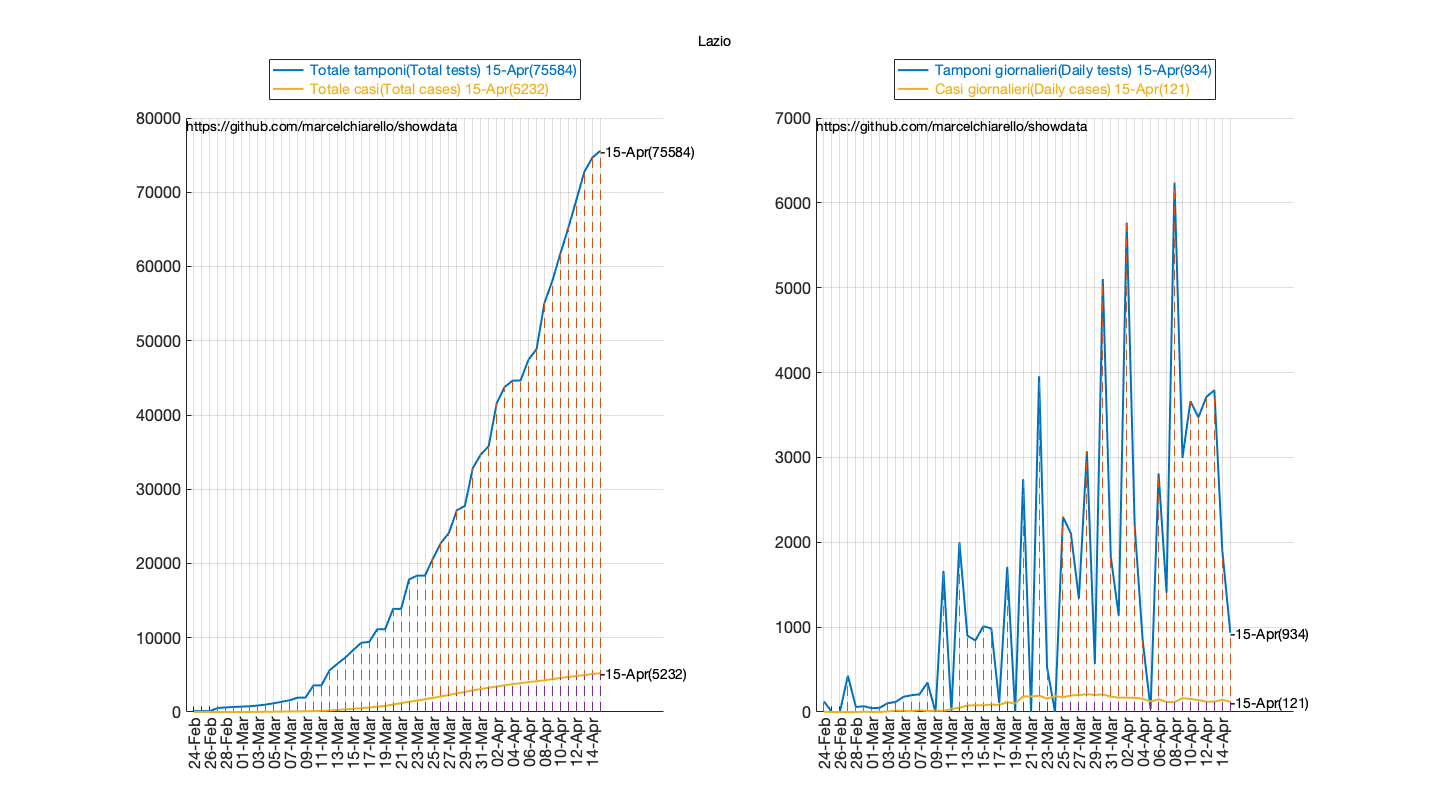 Lazio
Totale tamponi(Total tests) 15-Apr(75584)
Totale casi(Total cases) 15-Apr(5232)
80000
https://github.com/marcelchiarello/showdata
15-Apr(75584)
70000
60000
50000
40000
30000
20000
10000
15-Apr(5232)
0
24-Feb
26-Feb
28-Feb
01-Mar
03-Mar
05-Mar
07-Mar
09-Mar
11-Mar
13-Mar
15-Mar
17-Mar
19-Mar
21-Mar
23-Mar
25-Mar
27-Mar
29-Mar
31-Mar
02-Apr
04-Apr
06-Apr
08-Apr
10-Apr
12-Apr
14-Apr
Tamponi giornalieri(Daily tests) 15-Apr(934)
Casi giornalieri(Daily cases) 15-Apr(121)
7000
https://github.com/marcelchiarello/showdata
6000
5000
4000
3000
2000
1000
15-Apr(934)
15-Apr(121)
0
24-Feb
26-Feb
28-Feb
01-Mar
03-Mar
05-Mar
07-Mar
09-Mar
11-Mar
13-Mar
15-Mar
17-Mar
19-Mar
21-Mar
23-Mar
25-Mar
27-Mar
29-Mar
31-Mar
02-Apr
04-Apr
06-Apr
08-Apr
10-Apr
12-Apr
14-Apr